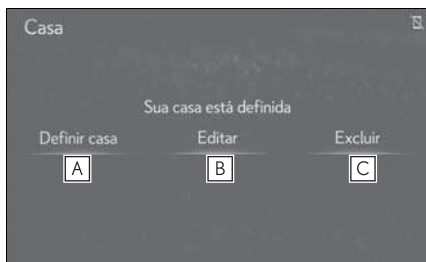 Casa
Sua casa está definida
Definir casa Editar Excluir
A B C